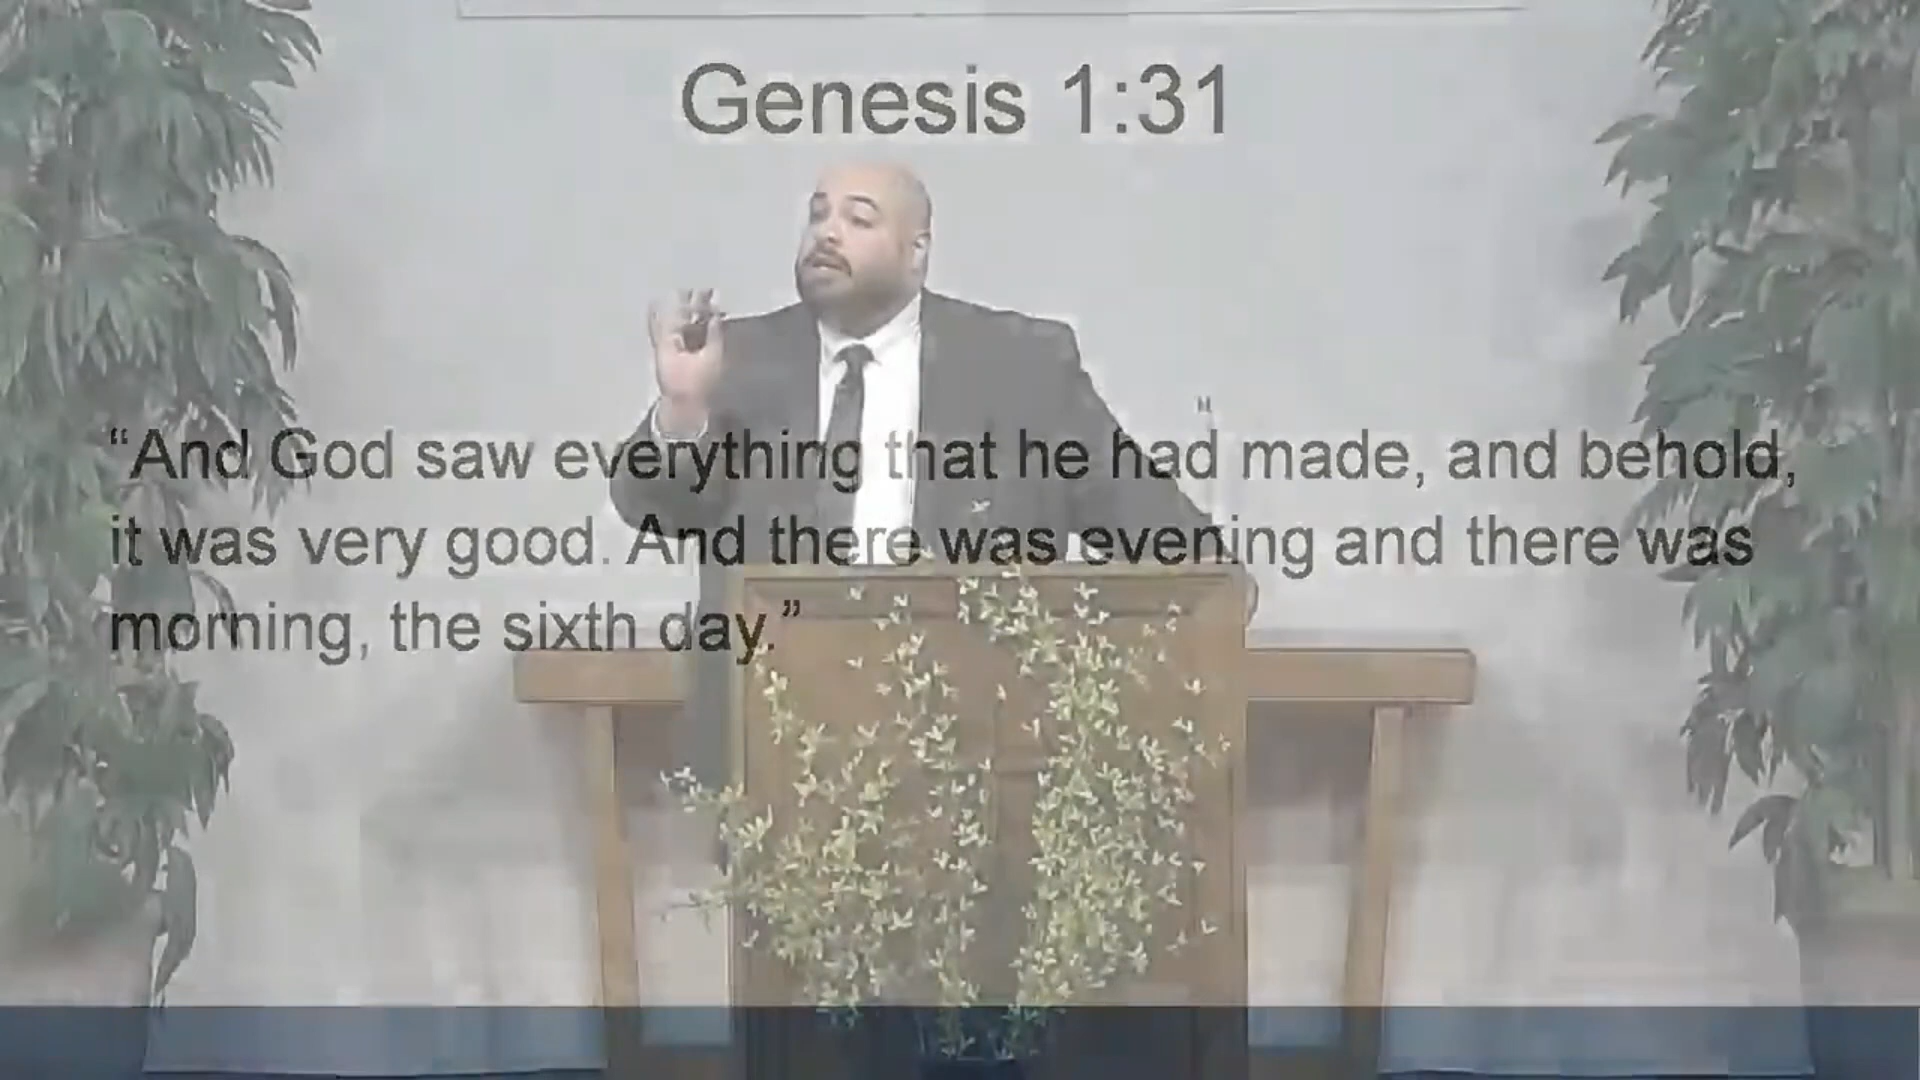 Genesis 1:31
“And God saw everything that he had made, and behold,
it was very good. And there was evening and there was
morning, the sixth day.”